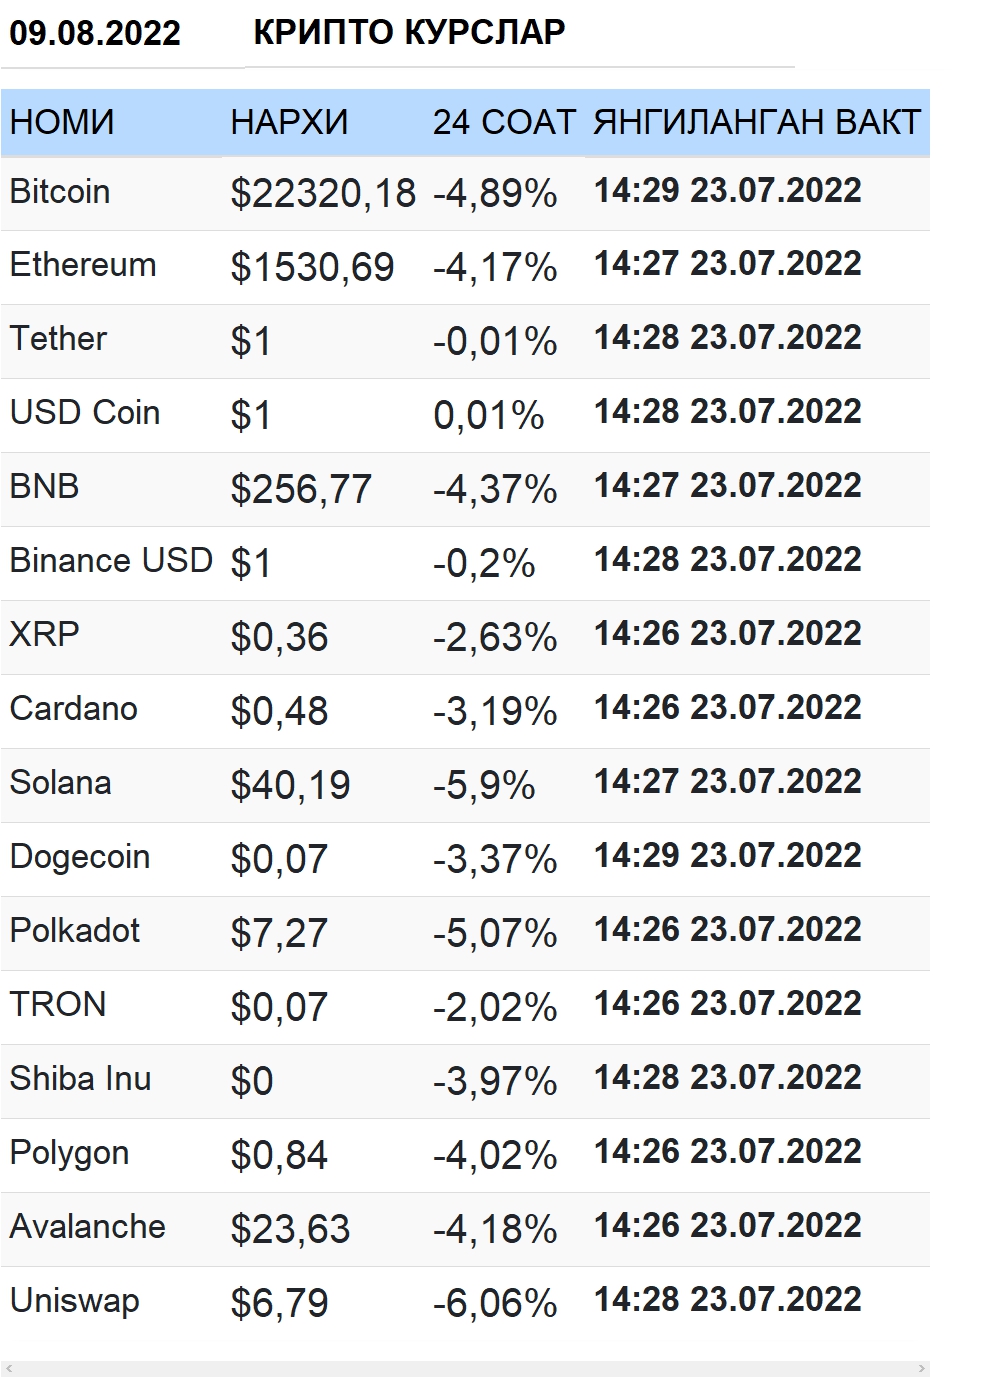 09.08.2022 КРИПТО КУРСЛАР
НОМИ НАРХИ 24 СОАТ ЯНГИЛАНГАН ВАКТ
Bitcoin $22320,18 -4,89% 14:29 23.07.2022
Ethereum $1530,69 -4,17% 14:27 23.07.2022
Tether $1 -0,01% 14:28 23.07.2022
USD Coin $1 0,01% 14:28 23.07.2022
BNB $256,77 -4,37% 14:27 23.07.2022
Binance USD $1 -0,2% 14:28 23.07.2022
XRP $0,36 -2,63% 14:26 23.07.2022
Cardano $0,48 -3,19% 14:26 23.07.2022
Solana $40,19 -5,9% 14:27 23.07.2022
Dogecoin $0,07 -3,37% 14:29 23.07.2022
Polkadot $7,27 -5,07% 14:26 23.07.2022
TRON $0,07 -2,02% 14:26 23.07.2022
Shiba Inu $0 -3,97% 14:28 23.07.2022
Polygon $0,84 -4,02% 14:26 23.07.2022
Avalanche $23,63 -4,18% 14:26 23.07.2022
Uniswap $6,79 -6,06% 14:28 23.07.2022